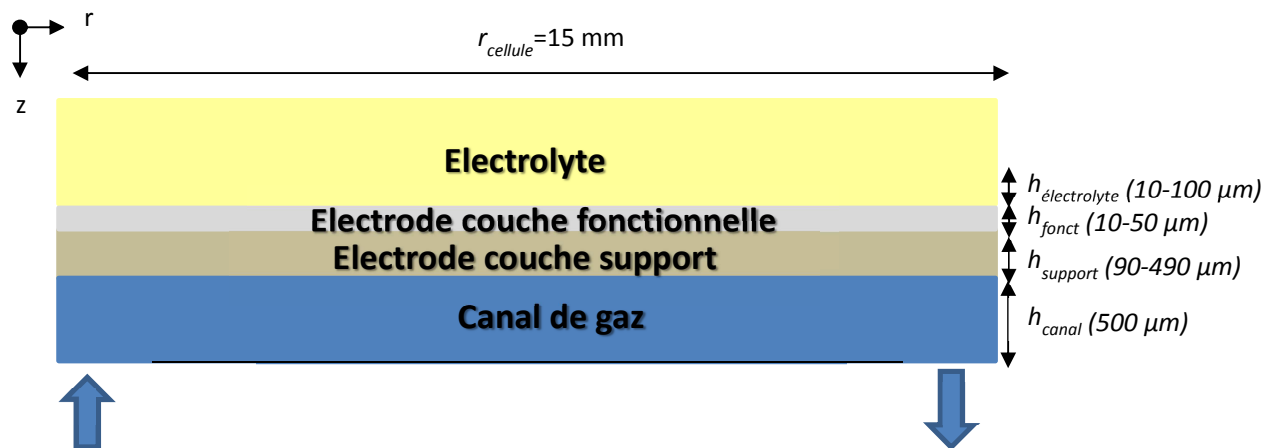 r
r_cellule=15 mm
z
Electrolyte
h_électrolyte (10-100 µm)
Electrode couche fonctionnelle
h_fonct (10-50 µm)
Electrode couche support
h_support (90-490 µm)
Canal de gaz
h_canal (500 µm)